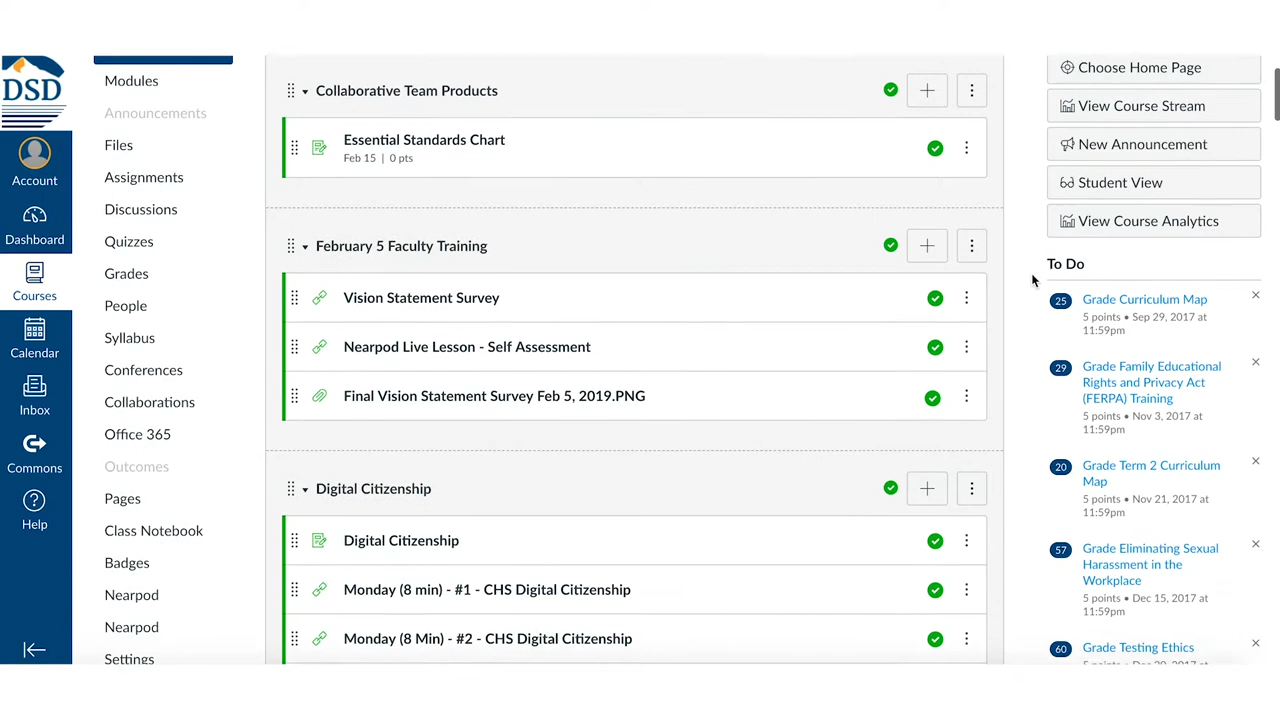 DSD
Account
Dashboard
Courses
Calendar
Inbox
Commons
Help
Modules
Announcements
Files
Assignments
Discussions
Quizzes
Grades
People
Syllabus
Conferences
Collaborations
Office 365
Outcomes
Pages
Class Notebook
Badges
Nearpod
Nearpod
Settings
Collaborative Team Products
Essential Standards Chart
Feb 15 | 0 pts
February 5 Faculty Training
Vision Statement Survey
Nearpod Live Lesson - Self Assessment
Final Vision Statement Survey Feb 5, 2019.PNG
Digital Citizenship
Digital Citizenship
Monday (8 min) - #1 - CHS Digital Citizenship
Monday (8 Min) - #2 - CHS Digital Citizenship
Choose Home Page
View Course Stream
New Announcement
Student View
View Course Analytics
To Do
25 Grade Curriculum Map
5 points • Sep 29, 2017 at
11:59pm
29 Grade Family Educational
Rights and Privacy Act
(FERPA) Training
5 points • Nov 3, 2017 at
11:59pm
20 Grade Term 2 Curriculum
Map
5 points • Nov 21, 2017 at
11:59pm
57 Grade Eliminating Sexual
Harassment in the
Workplace
5 points • Dec 15, 2017 at
11:59pm
60 Grade Testing Ethics